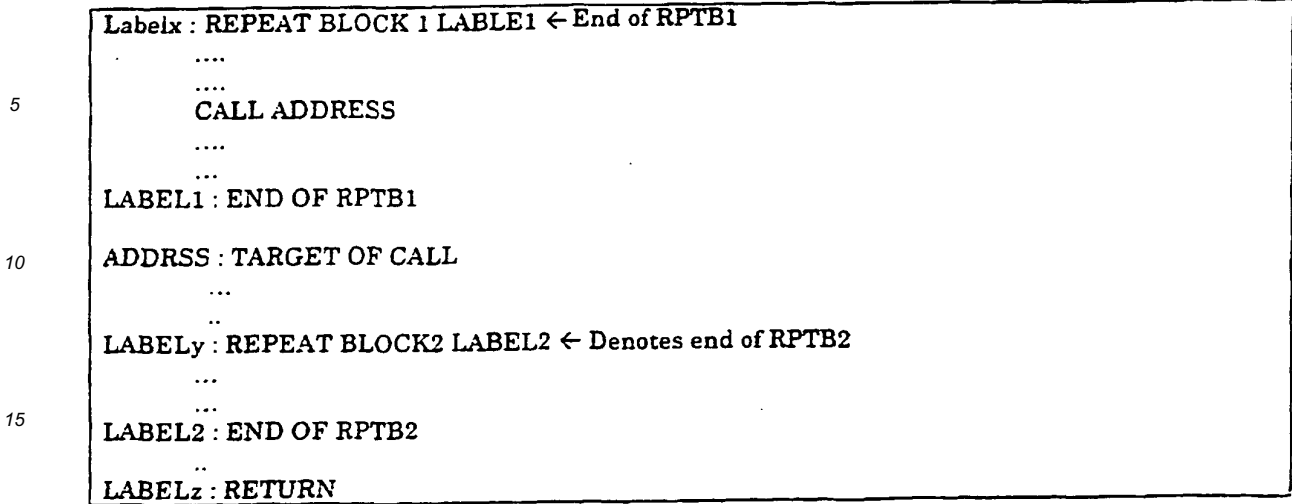 Labelx : REPEAT BLOCK 1 LABLE1 ← End of RPTB1
....
....
5 CALL ADDRESS
....
...
LABEL1 : END OF RPTB1
10 ADDRSS : TARGET OF CALL
...
..
LABELy : REPEAT BLOCK2 LABEL2 ← Denotes end of RPTB2
...
...
15 LABEL2 : END OF RPTB2
..
LABELz : RETURN